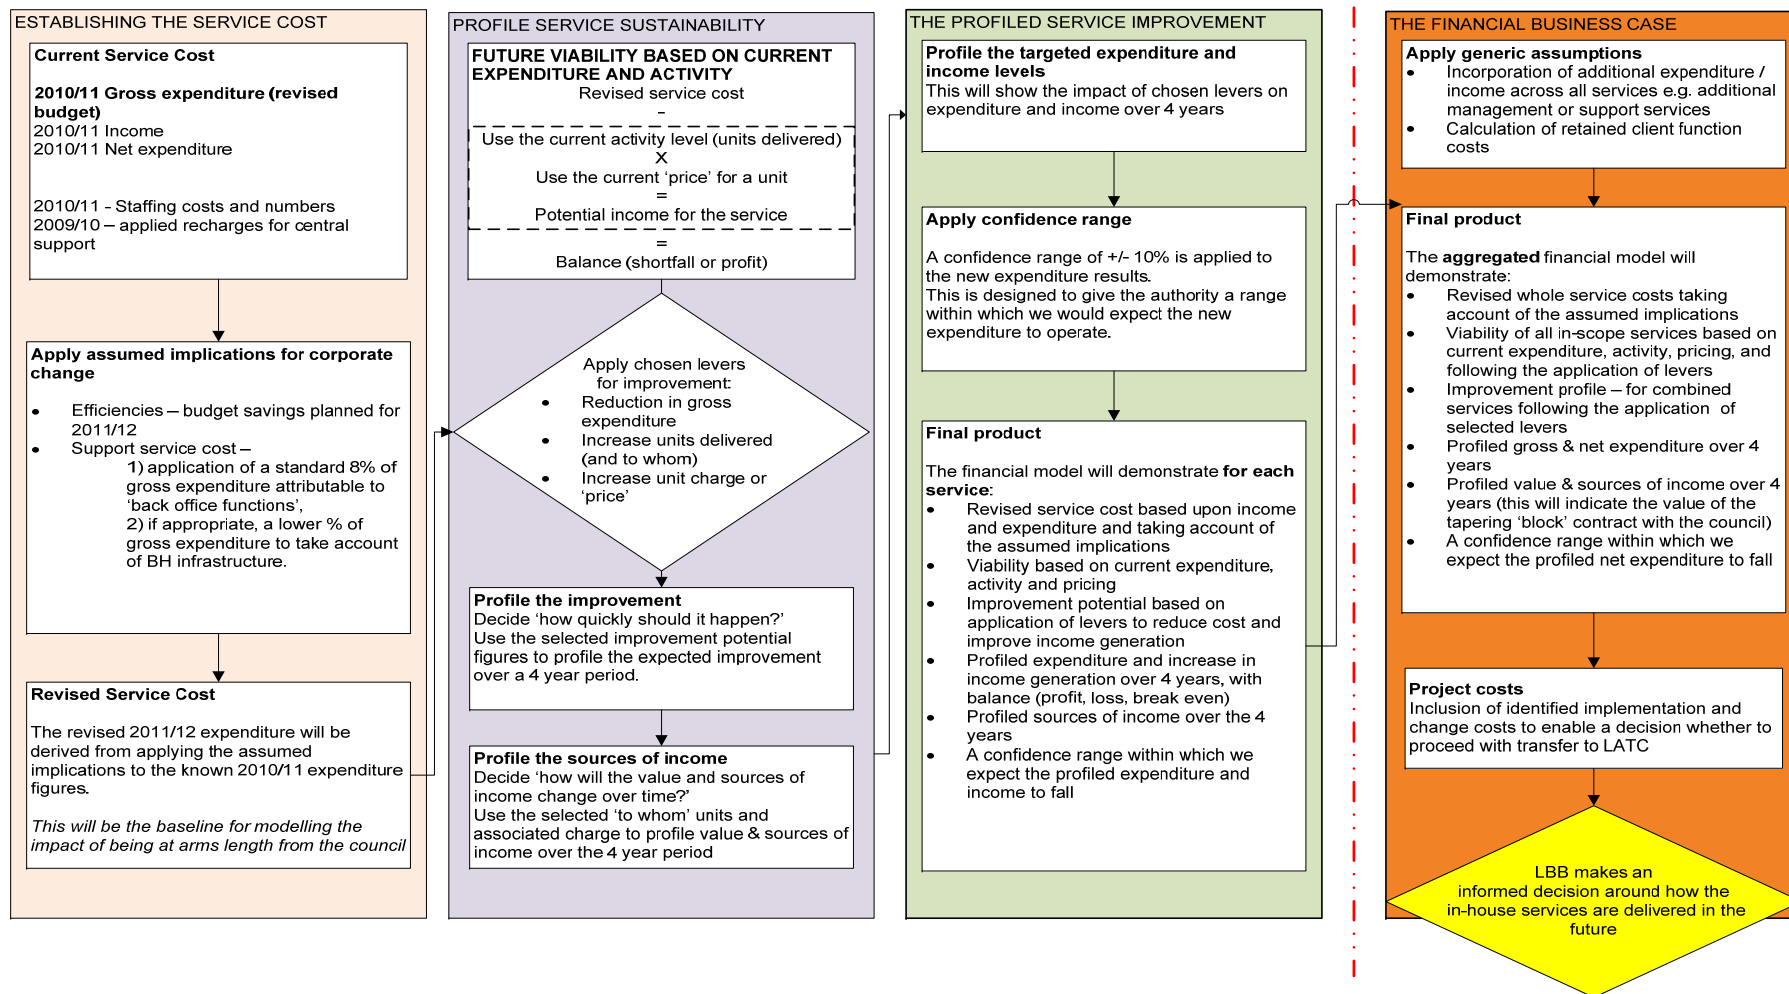 ESTABLISHING THE SERVICE COST
Current Service Cost
2010/11 Gross expenditure (revised
budget)
2010/11 Income
2010/11 Net expenditure
2010/11 - Staffing costs and numbers
2009/10 – applied recharges for central
support
Apply assumed implications for corporate
change
• Efficiencies – budget savings planned for
2011/12
• Support service cost –
1) application of a standard 8% of
gross expenditure attributable to
‘back office functions’,
2) if appropriate, a lower % of
gross expenditure to take account
of BH infrastructure.
Revised Service Cost
The revised 2011/12 expenditure will be
derived from applying the assumed
implications to the known 2010/11 expenditure
figures.
This will be the baseline for modelling the
impact of being at arms length from the council
PROFILE SERVICE SUSTAINABILITY
FUTURE VIABILITY BASED ON CURRENT
EXPENDITURE AND ACTIVITY
Revised service cost
-
Use the current activity level (units delivered)
X
Use the current ‘price’ for a unit
=
Potential income for the service
=
Balance (shortfall or profit)
Apply chosen levers
for improvement:
• Reduction in gross
expenditure
• Increase units delivered
(and to whom)
• Increase unit charge or
‘price’
Profile the improvement
Decide ‘how quickly should it happen?’
Use the selected improvement potential
figures to profile the expected improvement
over a 4 year period.
Profile the sources of income
Decide ‘how will the value and sources of
income change over time?’
Use the selected ‘to whom’ units and
associated charge to profile value & sources of
income over the 4 year period
THE PROFILED SERVICE IMPROVEMENT
Profile the targeted expenditure and
income levels
This will show the impact of chosen levers on
expenditure and income over 4 years
Apply confidence range
A confidence range of +/- 10% is applied to
the new expenditure results.
This is designed to give the authority a range
within which we would expect the new
expenditure to operate.
Final product
The financial model will demonstrate for each
service:
• Revised service cost based upon income
and expenditure and taking account of
the assumed implications
• Viability based on current expenditure,
activity and pricing
• Improvement potential based on
application of levers to reduce cost and
improve income generation
• Profiled expenditure and increase in
income generation over 4 years, with
balance (profit, loss, break even)
• Profiled sources of income over the 4
years
• A confidence range within which we
expect the profiled expenditure and
income to fall
THE FINANCIAL BUSINESS CASE
Apply generic assumptions
• Incorporation of additional expenditure /
income across all services e.g. additional
management or support services
• Calculation of retained client function
costs
Final product
The aggregated financial model will
demonstrate:
• Revised whole service costs taking
account of the assumed implications
• Viability of all in-scope services based on
current expenditure, activity, pricing, and
following the application of levers
• Improvement profile – for combined
services following the application of
selected levers
• Profiled gross & net expenditure over 4
years
• Profiled value & sources of income over 4
years (this will indicate the value of the
tapering ‘block’ contract with the council)
• A confidence range within which we
expect the profiled net expenditure to fall
Project costs
Inclusion of identified implementation and
change costs to enable a decision whether to
proceed with transfer to LATC
LBB makes an
informed decision around how the
in-house services are delivered in the
future